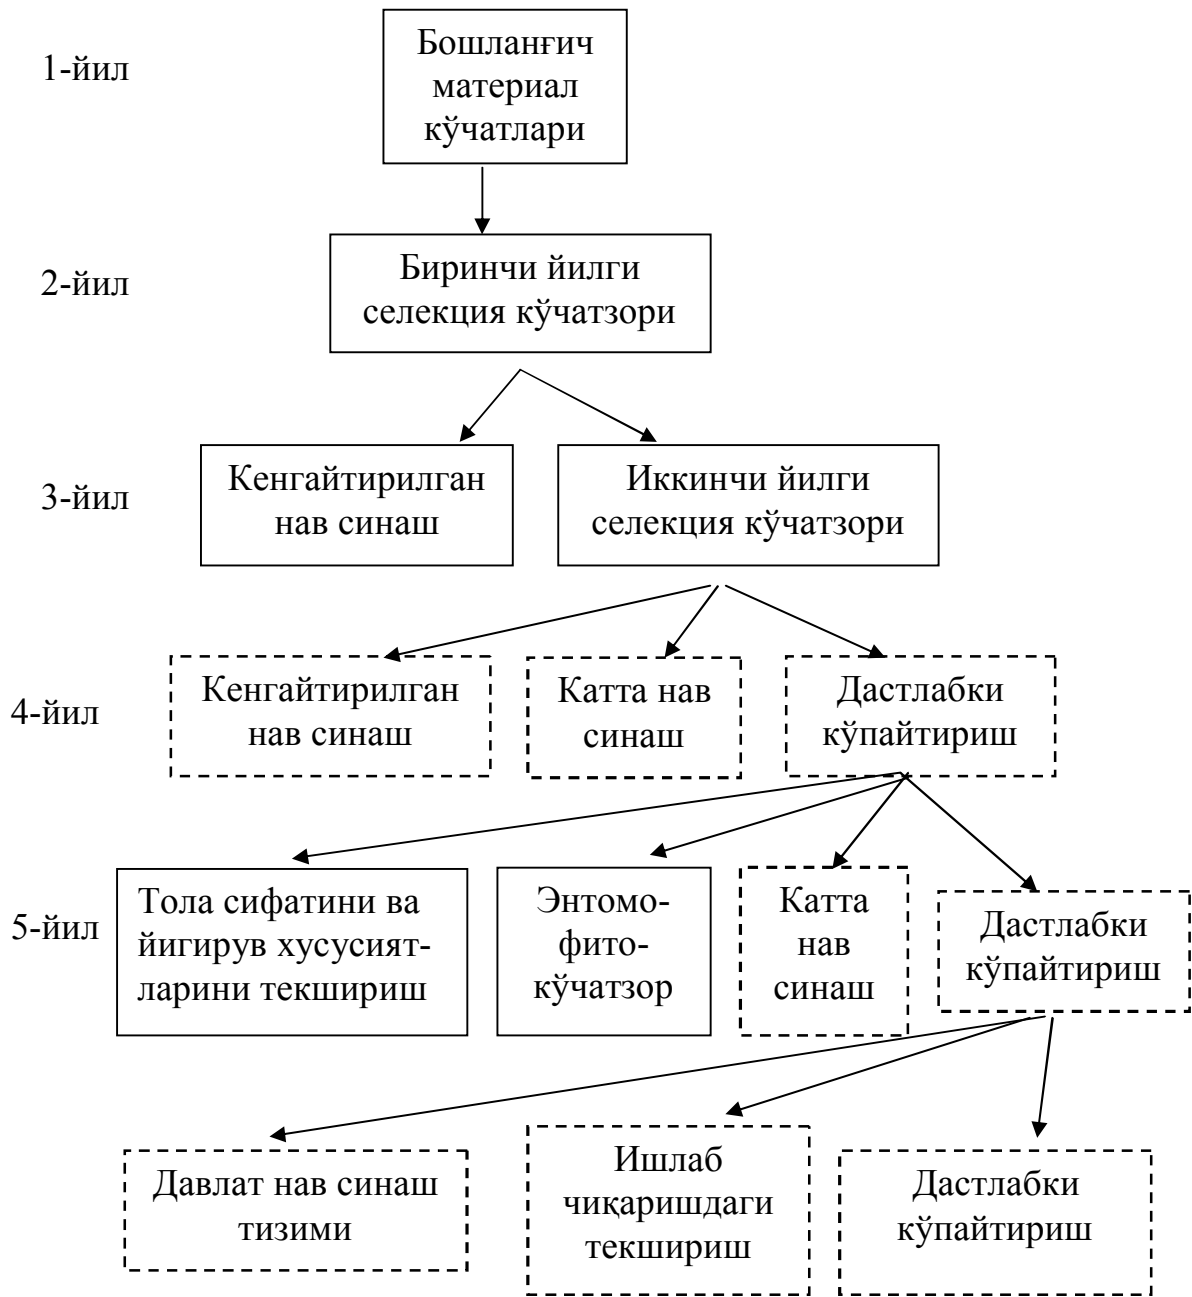 1-йил
Бошланғич
материал
кўчатлари
2-йил
Биринчи йилги
селекция кўчатзори
3-йил
Кенгайтирилган
нав синаш
Иккинчи йилги
селекция кўчатзори
4-йил
Кенгайтирилган
нав синаш
Катта нав
синаш
Дастлабки
кўпайтириш
5-йил
Тола сифатини ва
йигирув хусусият-
ларини текшириш
Энтомо-
фито-
кўчатзор
Катта
нав
синаш
Дастлабки
кўпайтириш
Давлат нав синаш
тизими
Ишлаб
чиқаришдаги
текшириш
Дастлабки
кўпайтириш